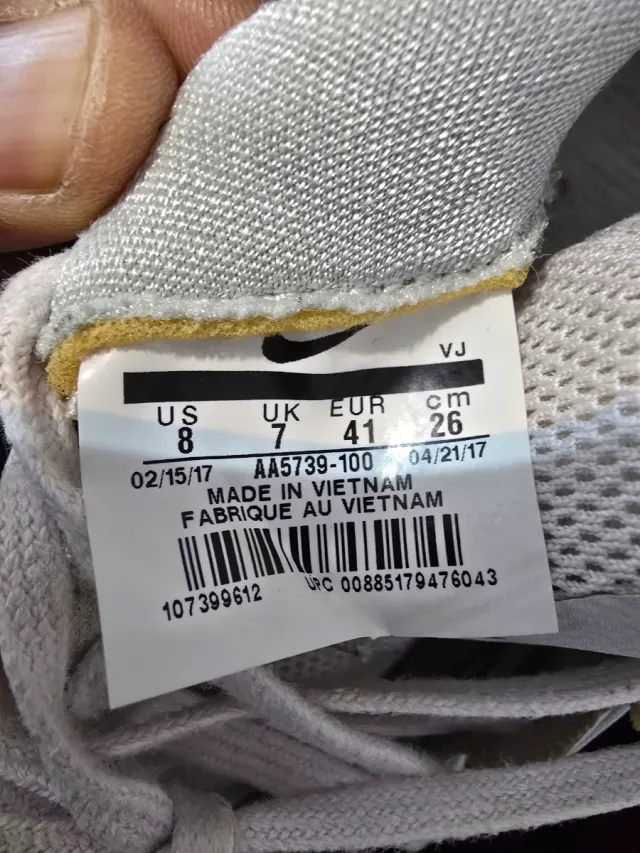 VJ
US UK EUR cm
8 7 41 26
02/15/17 AA5739-100 04/21/17
MADE IN VIETNAM
FABRIQUE AU VIETNAM
107399612 UPC 00885179476043